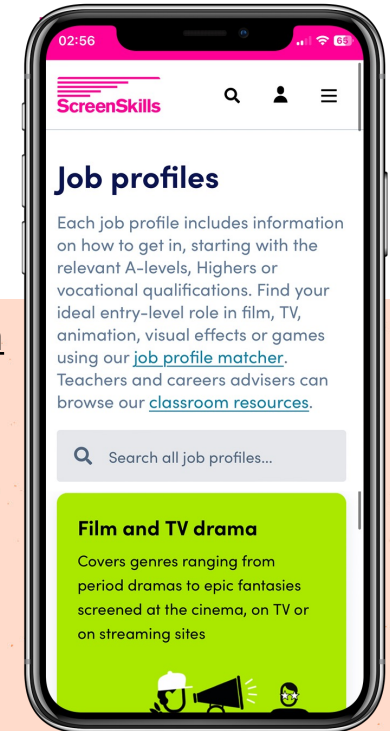 02:56
65
ScreenSkills
Job profiles
Each job profile includes information
on how to get in, starting with the
relevant A-levels, Highers or
vocational qualifications. Find your
ideal entry-level role in film, TV,
animation, visual effects or games
using our job profile matcher.
Teachers and careers advisers can
browse our classroom resources.
Search all job profiles...
Film and TV drama
Covers genres ranging from
period dramas to epic fantasies
screened at the cinema, on TV or
on streaming sites